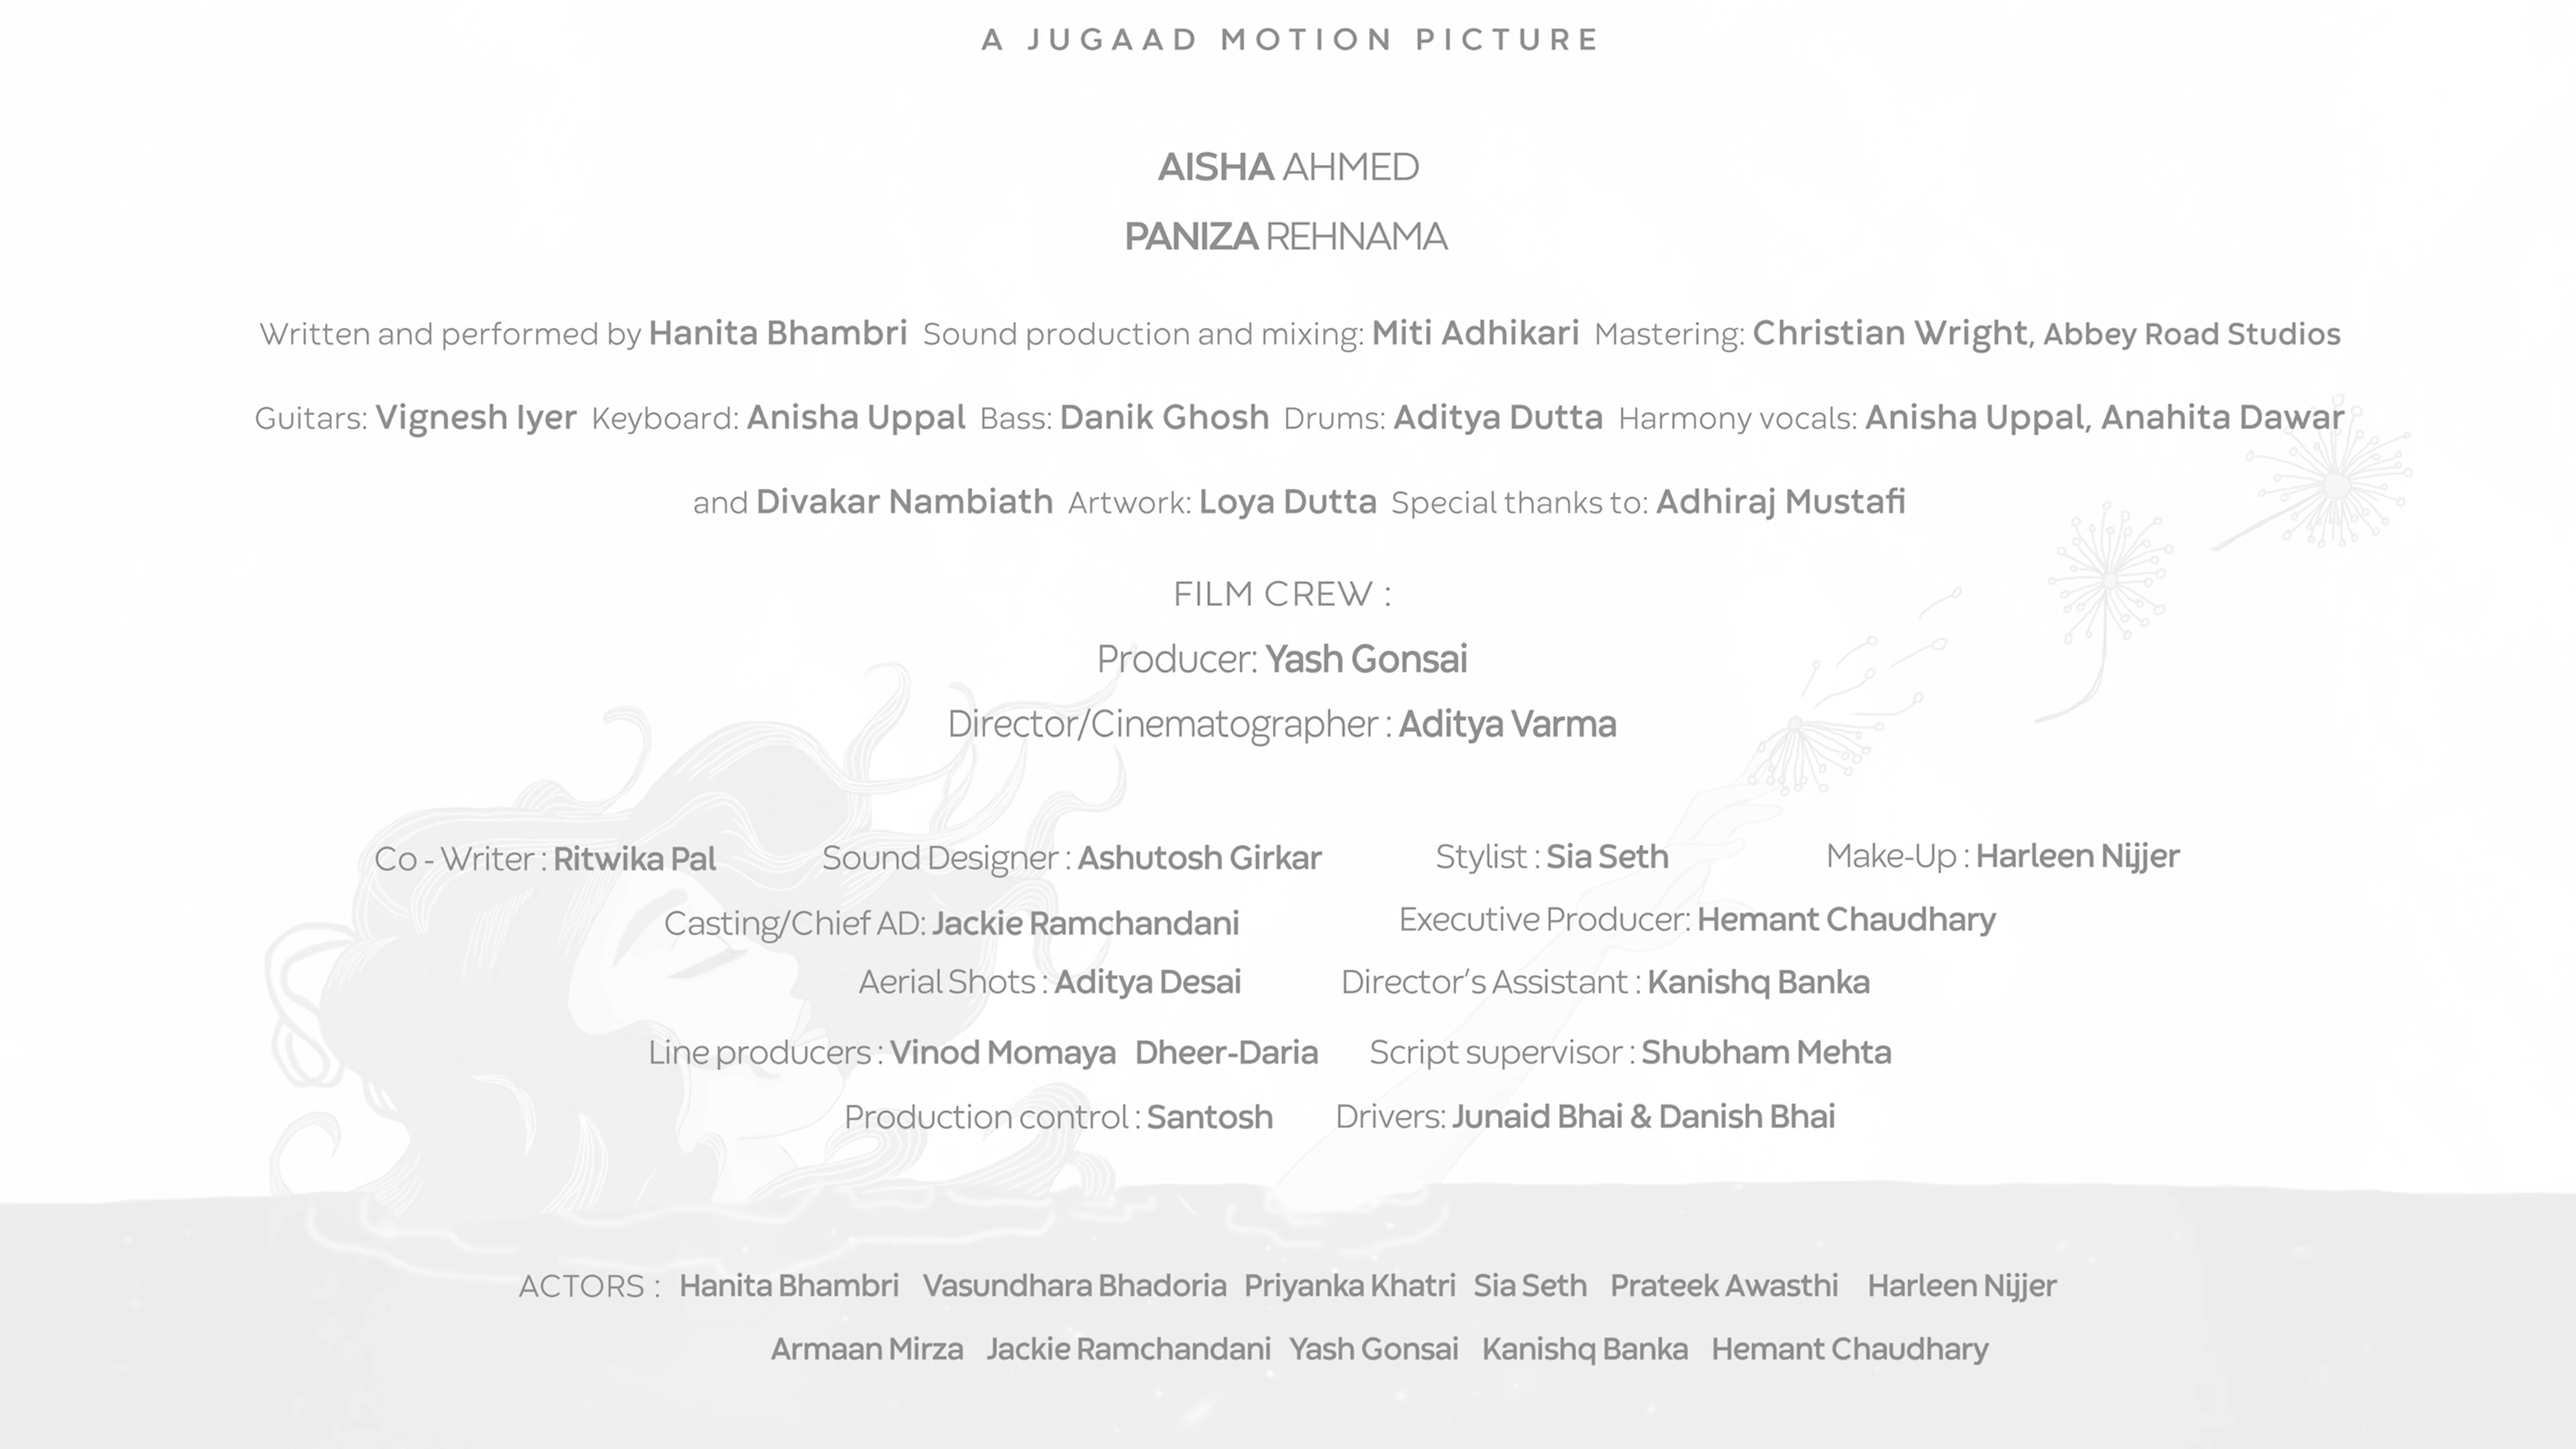 A JUGAAD MOTION PICTURE
AISHA AHMED
PANIZA REHNAMA
Written and performed by Hanita Bhambri Sound production and mixing: Miti Adhikari Mastering: Christian Wright, Abbey Road Studios
Guitars: Vignesh Iyer Keyboard: Anisha Uppal Bass: Danik Ghosh Drums: Aditya Dutta Harmony vocals: Anisha Uppal, Anahita Dawar
and Divakar Nambiath Artwork: Loya Dutta Special thanks to: Adhiraj Mustafi
FILM CREW :
Producer: Yash Gonsai
Director/Cinematographer : Aditya Varma
Co - Writer : Ritwika Pal Sound Designer : Ashutosh Girkar Stylist : Sia Seth Make-Up : Harleen Nijjer
Casting/Chief AD: Jackie Ramchandani Executive Producer: Hemant Chaudhary
Aerial Shots : Aditya Desai Director's Assistant : Kanishq Banka
Line producers : Vinod Momaya Dheer-Daria Script supervisor : Shubham Mehta
Production control : Santosh Drivers: Junaid Bhai & Danish Bhai
ACTORS : Hanita Bhambri Vasundhara Bhadoria Priyanka Khatri Sia Seth Prateek Awasthi Harleen Nijjer
Armaan Mirza Jackie Ramchandani Yash Gonsai Kanishq Banka Hemant Chaudhary